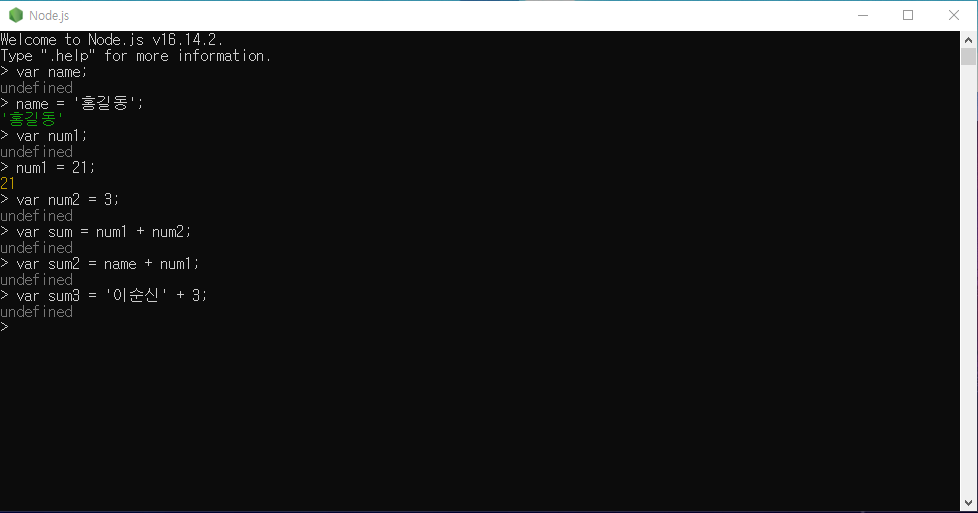 Node.js
Welcome to Node.js v16.14.2.
Type ".help" for more information.
> var name;
undefined
> name = '홍길동';
'홍길동'
> var num1;
undefined
> num1 = 21;
21
> var num2 = 3;
undefined
> var sum = num1 + num2;
undefined
> var sum2 = name + num1;
undefined
> var sum3 = '이순신' + 3;
undefined
>